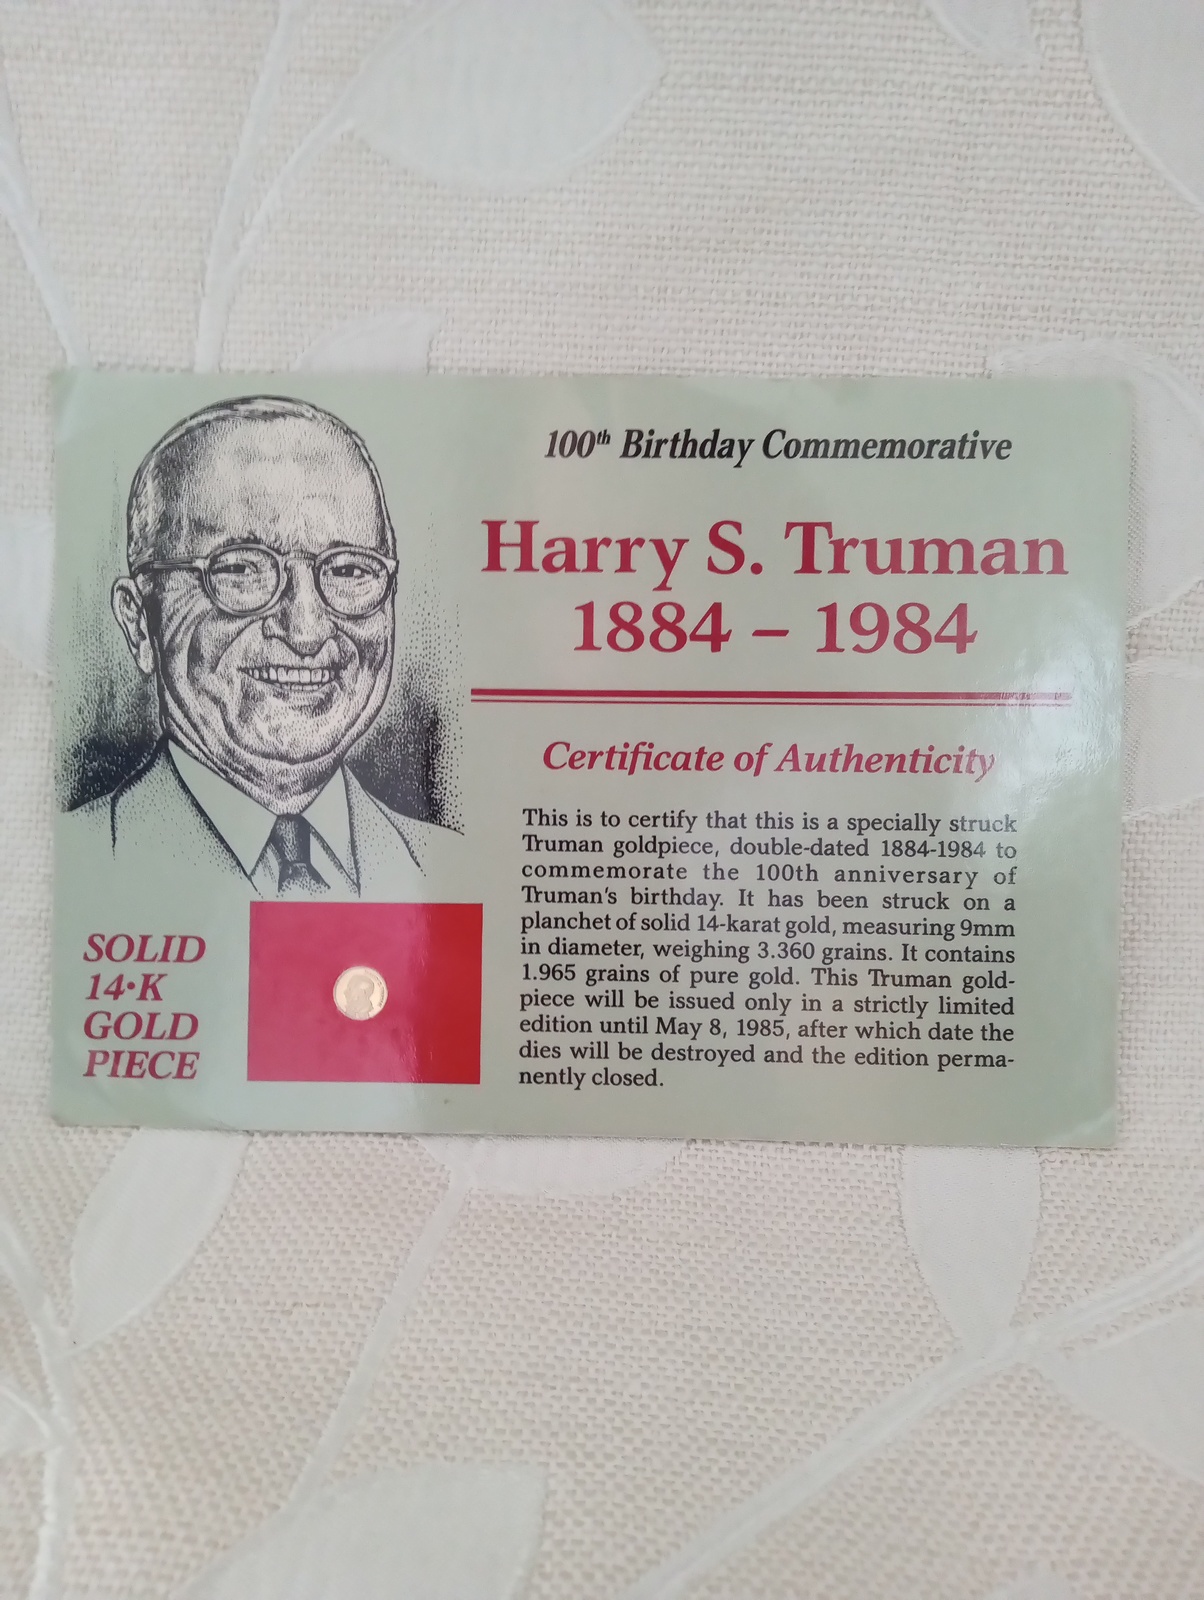 100th Birthday Commemorative
Harry S. Truman
1884 – 1984
Certificate of Authenticity
This is to certify that this is a specially struck
Truman goldpiece, double-dated 1884-1984 to
commemorate the 100th anniversary of
Truman's birthday. It has been struck on a
planchet of solid 14-karat gold, measuring 9mm
in diameter, weighing 3.360 grains. It contains
1.965 grains of pure gold. This Truman gold-
piece will be issued only in a strictly limited
edition until May 8, 1985, after which date the
dies will be destroyed and the edition perma-
nently closed.
SOLID
14·K
GOLD
PIECE